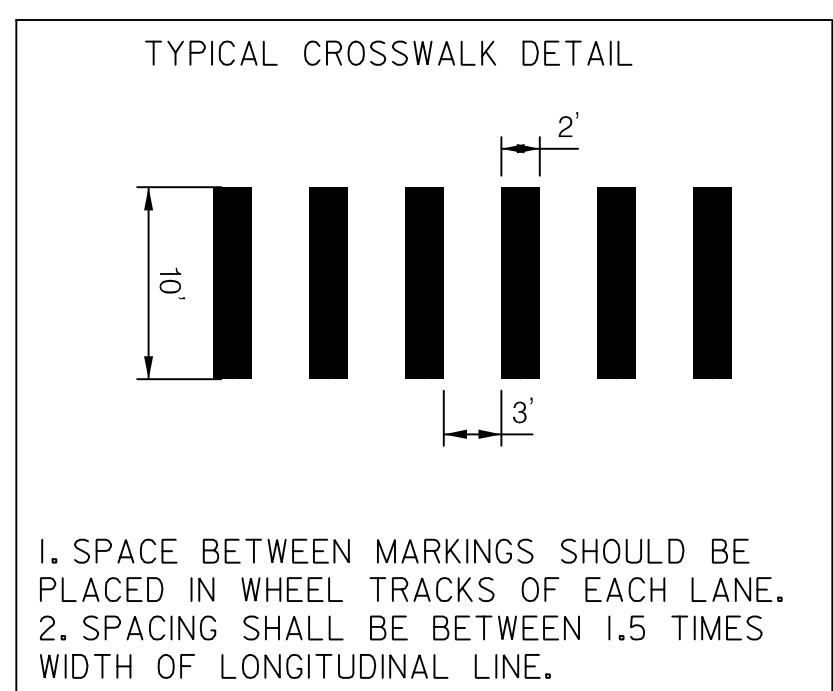 TYPICAL CROSSWALK DETAIL
2'
10'
3'
1. SPACE BETWEEN MARKINGS SHOULD BE
PLACED IN WHEEL TRACKS OF EACH LANE.
2. SPACING SHALL BE BETWEEN 1.5 TIMES
WIDTH OF LONGITUDINAL LINE.